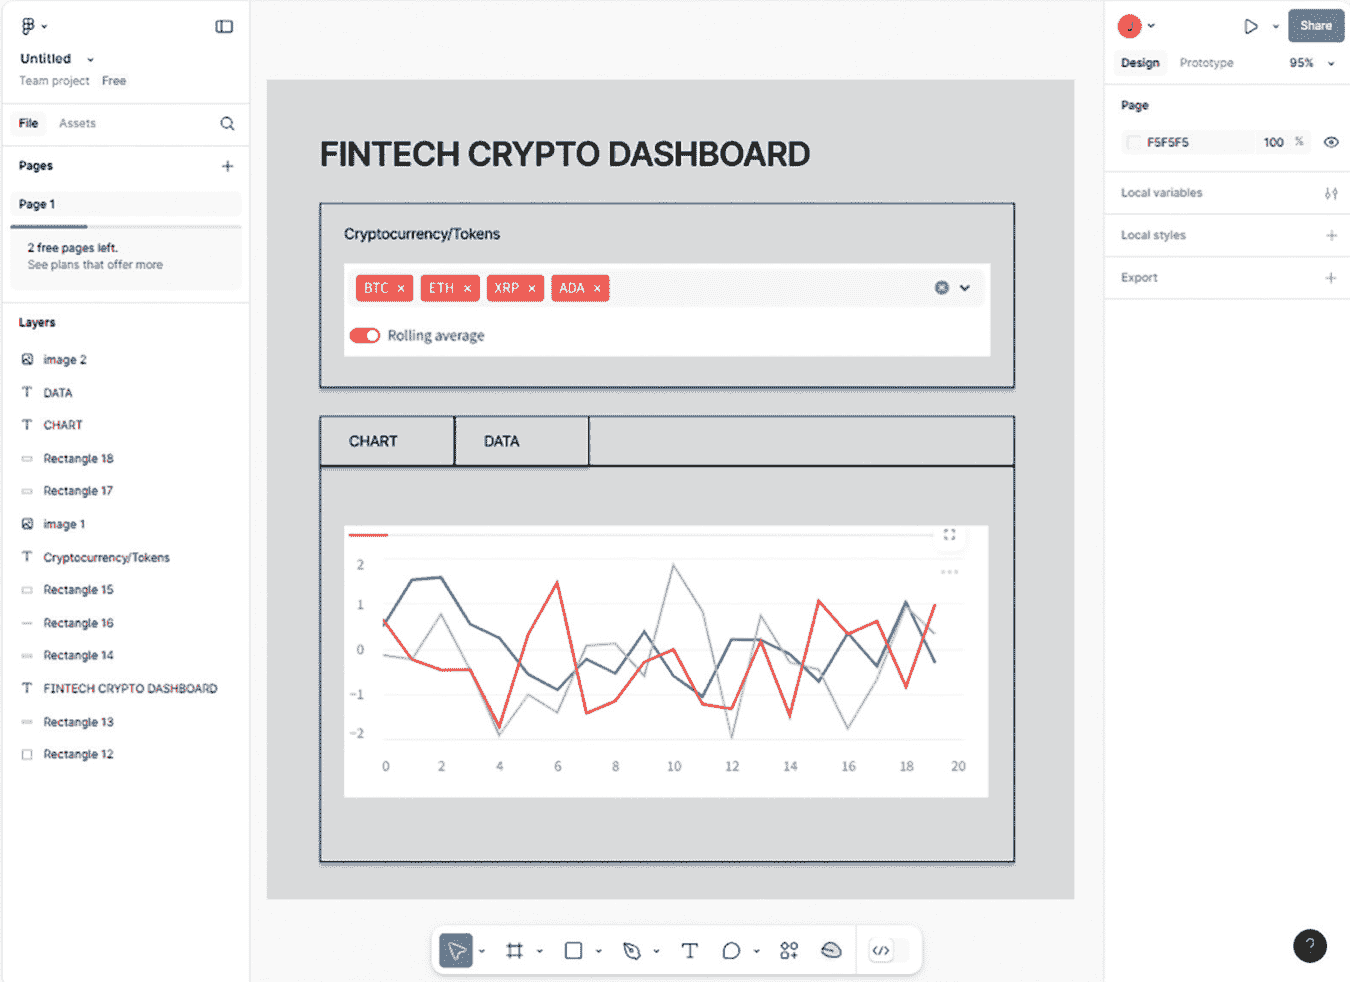 Untitled
Team project Free
File Assets
Pages
Page 1
2 free pages left.
See plans that offer more
Layers
image 2
DATA
CHART
Rectangle 18
Rectangle 17
image 1
Cryptocurrency/Tokens
Rectangle 15
Rectangle 16
Rectangle 14
FINTECH CRYPTO DASHBOARD
Rectangle 13
Rectangle 12
FINTECH CRYPTO DASHBOARD
Cryptocurrency/Tokens
BTC × ETH × XRP × ADA ×
Rolling average
CHART DATA
2
1
0
−1
−2
0 2 4 6 8 10 12 14 16 18 20
J
Share
Design Prototype 95%
Page
F5F5F5 100 %
Local variables
Local styles
Export
?